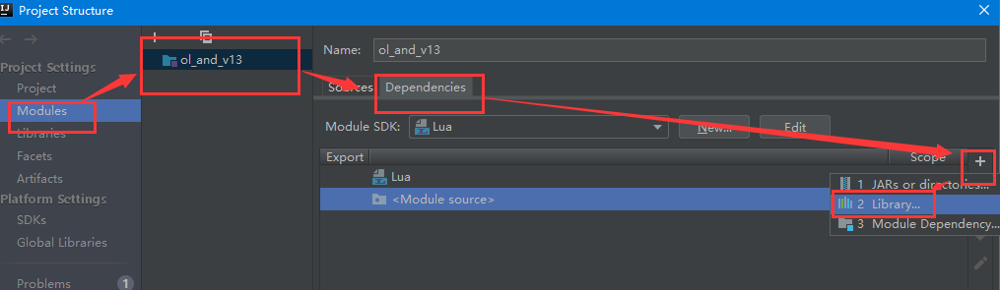 IJ Project Structure
Project Settings
Project
Modules
Libraries
Facets
Artifacts
Platform Settings
SDKs
Global Libraries
Problems 1
ol_and_v13
Name: ol_and_v13
Sources Dependencies
Module SDK: Lua New... Edit
Export Scope
Lua
<Module source>
1 JARs or directories...
2 Library...
3 Module Dependency...